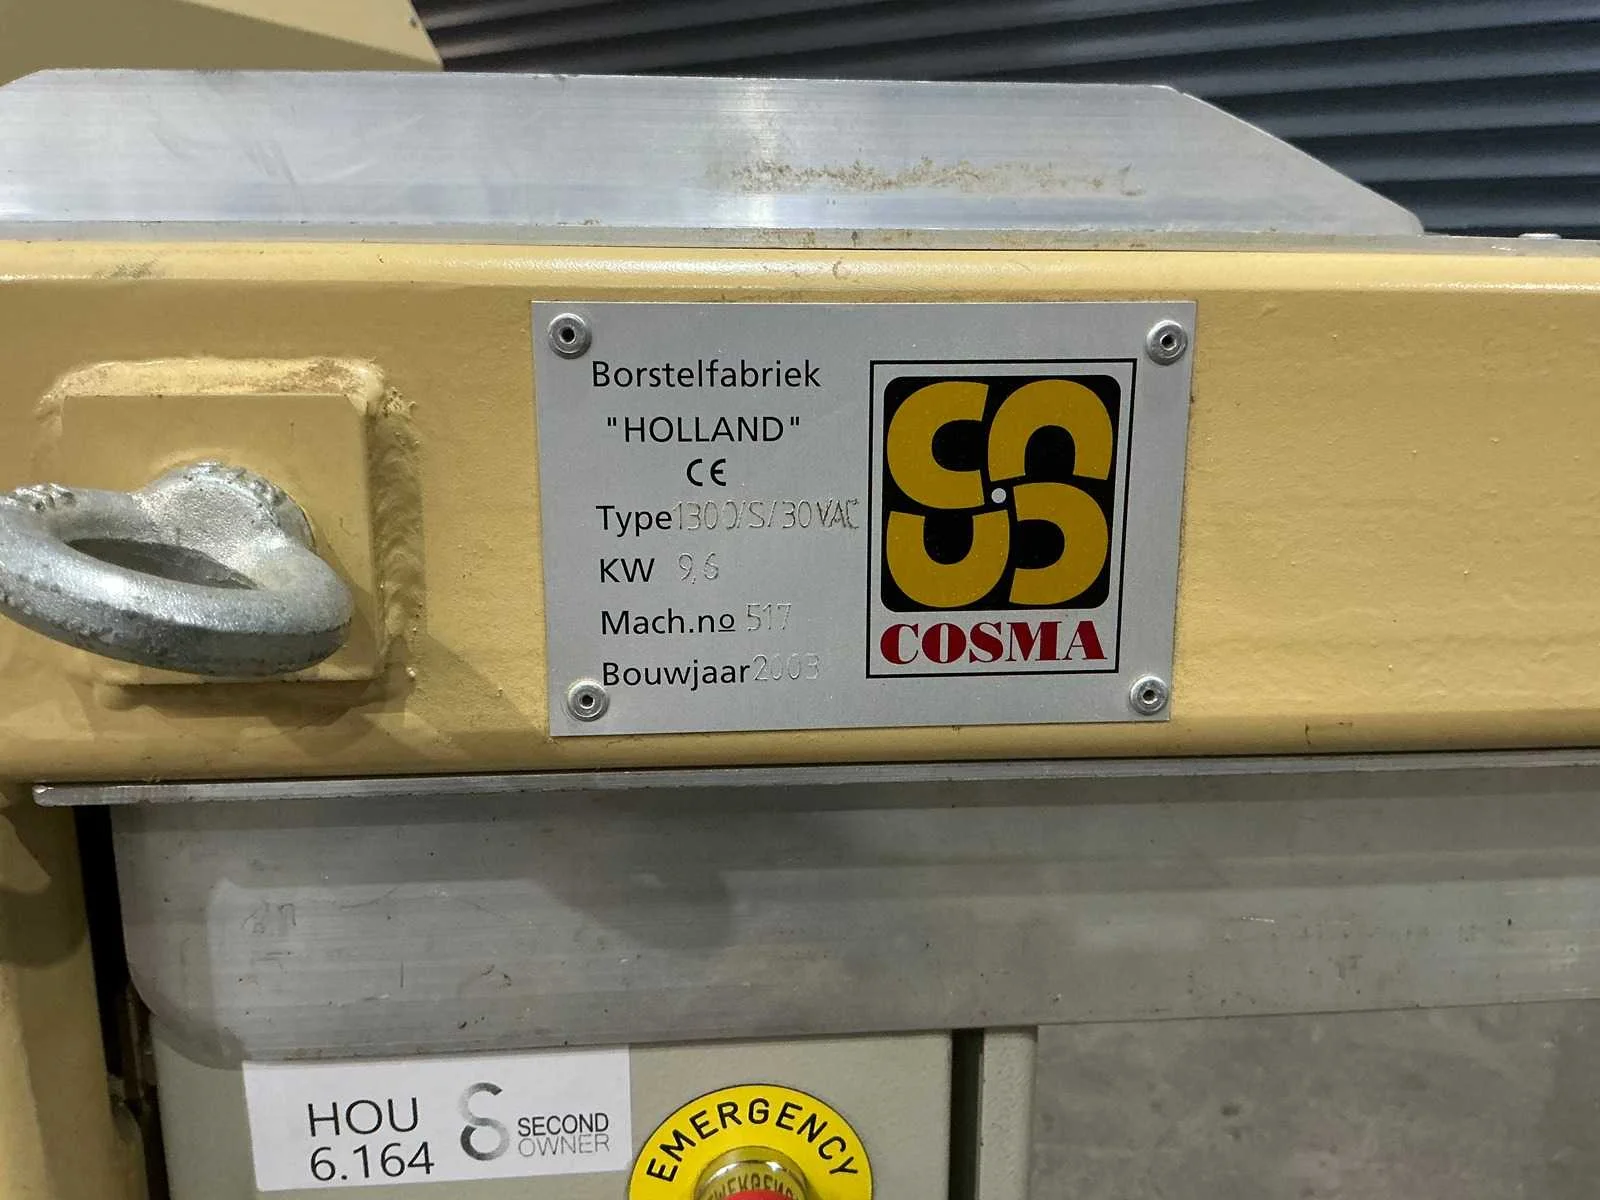 Borstelfabriek
"HOLLAND"
CE
Type 1300/S/30 VAC
KW 9,6
Mach.no 517
Bouwjaar 2003
COSMA
HOU
6.164
SECOND
OWNER
EMERGENCY